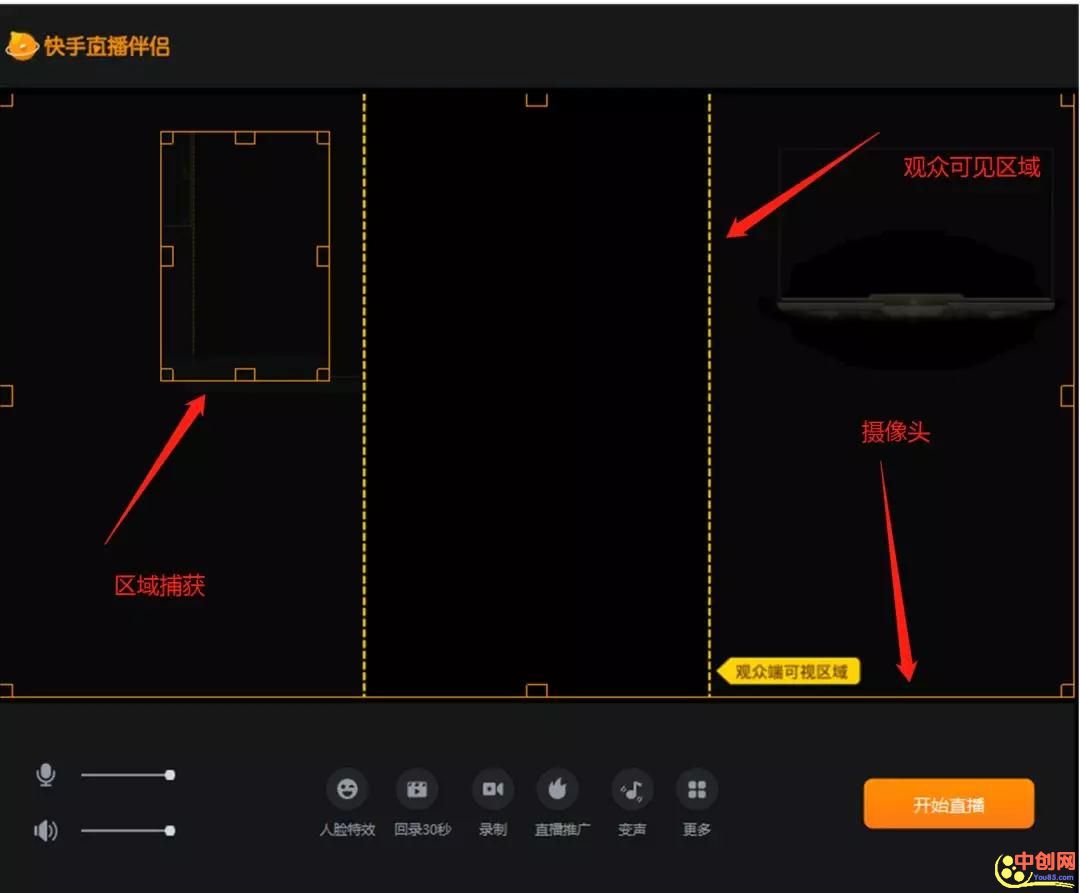 快手直播伴侣
观众可见区域
摄像头
区域捕获
观众端可视区域
人脸特效
回录30秒
录制
直播推广
变声
更多
开始直播
中创网
You85.com